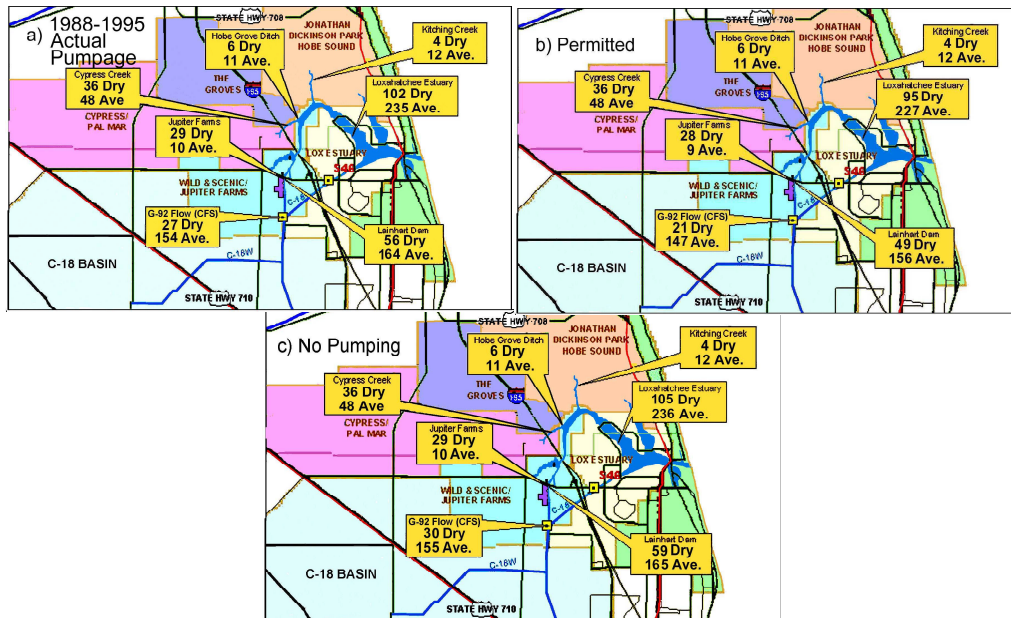 a) 1988-1995
Actual
Pumpage
STATE HWY 708
JONATHAN
DICKINSON PARK
HOBE SOUND
Kitching Creek
4 Dry
12 Ave.
Hobe Grove Ditch
6 Dry
11 Ave.
Cypress Creek
36 Dry
48 Ave
THE
GROVES
I-95
Loxahatchee Estuary
102 Dry
235 Ave.
CYPRESS/
PAL MAR
Jupiter Farms
29 Dry
10 Ave.
LOX ESTUARY
S46
WILD & SCENIC/
JUPITER FARMS
C-18
G-92 Flow (CFS)
27 Dry
154 Ave.
Lainhart Dam
56 Dry
164 Ave.
C-18 BASIN
C-18W
STATE HWY 710
b) Permitted
STATE HWY 708
JONATHAN
DICKINSON PARK
HOBE SOUND
Kitching Creek
4 Dry
12 Ave.
Hobe Grove Ditch
6 Dry
11 Ave.
Cypress Creek
36 Dry
48 Ave
THE
GROVES
I-95
Loxahatchee Estuary
95 Dry
227 Ave.
CYPRESS/
PAL MAR
Jupiter Farms
28 Dry
9 Ave.
LOX ESTUARY
S46
WILD & SCENIC/
JUPITER FARMS
C-18
G-92 Flow (CFS)
21 Dry
147 Ave.
Lainhart Dam
49 Dry
156 Ave.
C-18 BASIN
C-18W
STATE HWY 710
c) No Pumping
STATE HWY 708
JONATHAN
DICKINSON PARK
HOBE SOUND
Kitching Creek
4 Dry
12 Ave.
Hobe Grove Ditch
6 Dry
11 Ave.
Cypress Creek
36 Dry
48 Ave
THE
GROVES
I-95
Loxahatchee Estuary
105 Dry
236 Ave.
CYPRESS/
PAL MAR
Jupiter Farms
29 Dry
10 Ave.
LOX ESTUARY
S46
WILD & SCENIC/
JUPITER FARMS
C-18
G-92 Flow (CFS)
30 Dry
155 Ave.
Lainhart Dam
59 Dry
165 Ave.
C-18 BASIN
C-18W
STATE HWY 710